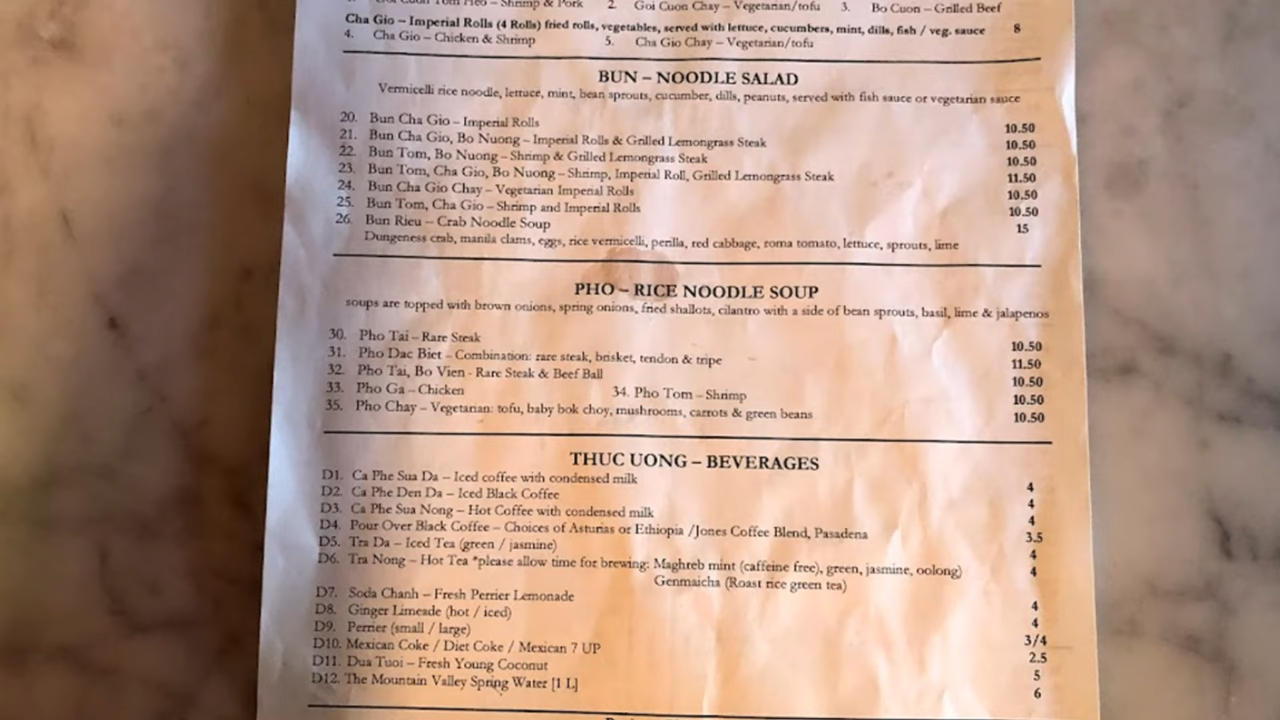 1. Goi Cuon Tom Heo – Shrimp & Pork 2. Goi Cuon Chay – Vegetarian/tofu 3. Bo Cuon – Grilled Beef
Cha Gio – Imperial Rolls (4 Rolls) fried rolls, vegetables, served with lettuce, cucumbers, mint, dills, fish / veg. sauce 8
4. Cha Gio – Chicken & Shrimp 5. Cha Gio Chay – Vegetarian/tofu
BUN – NOODLE SALAD
Vermicelli rice noodle, lettuce, mint, bean sprouts, cucumber, dills, peanuts, served with fish sauce or vegetarian sauce
20. Bun Cha Gio – Imperial Rolls 10.50
21. Bun Cha Gio, Bo Nuong – Imperial Rolls & Grilled Lemongrass Steak 10.50
22. Bun Tom, Bo Nuong – Shrimp & Grilled Lemongrass Steak 10.50
23. Bun Tom, Cha Gio, Bo Nuong – Shrimp, Imperial Roll, Grilled Lemongrass Steak 11.50
24. Bun Cha Gio Chay – Vegetarian Imperial Rolls 10.50
25. Bun Tom, Cha Gio – Shrimp and Imperial Rolls 10.50
26. Bun Rieu – Crab Noodle Soup 15
Dungeness crab, manila clams, eggs, rice vermicelli, perilla, red cabbage, roma tomato, lettuce, sprouts, lime
PHO – RICE NOODLE SOUP
soups are topped with brown onions, spring onions, fried shallots, cilantro with a side of bean sprouts, basil, lime & jalapenos
30. Pho Tai – Rare Steak 10.50
31. Pho Dac Biet – Combination: rare steak, brisket, tendon & tripe 11.50
32. Pho Tai, Bo Vien - Rare Steak & Beef Ball 10.50
33. Pho Ga – Chicken 34. Pho Tom – Shrimp 10.50
35. Pho Chay – Vegetarian: tofu, baby bok choy, mushrooms, carrots & green beans 10.50
THUC UONG – BEVERAGES
D1. Ca Phe Sua Da – Iced coffee with condensed milk 4
D2. Ca Phe Den Da – Iced Black Coffee 4
D3. Ca Phe Sua Nong – Hot Coffee with condensed milk 4
D4. Pour Over Black Coffee – Choices of Asturias or Ethiopia /Jones Coffee Blend, Pasadena 3.5
D5. Tra Da – Iced Tea (green / jasmine) 4
D6. Tra Nong – Hot Tea *please allow time for brewing: Maghreb mint (caffeine free), green, jasmine, oolong) 4
Genmaicha (Roast rice green tea)
D7. Soda Chanh – Fresh Perrier Lemonade 4
D8. Ginger Limeade (hot / iced) 4
D9. Perrier (small / large) 3/4
D10. Mexican Coke / Diet Coke / Mexican 7 UP 2.5
D11. Dua Tuoi – Fresh Young Coconut 5
D12. The Mountain Valley Spring Water [1 L] 6